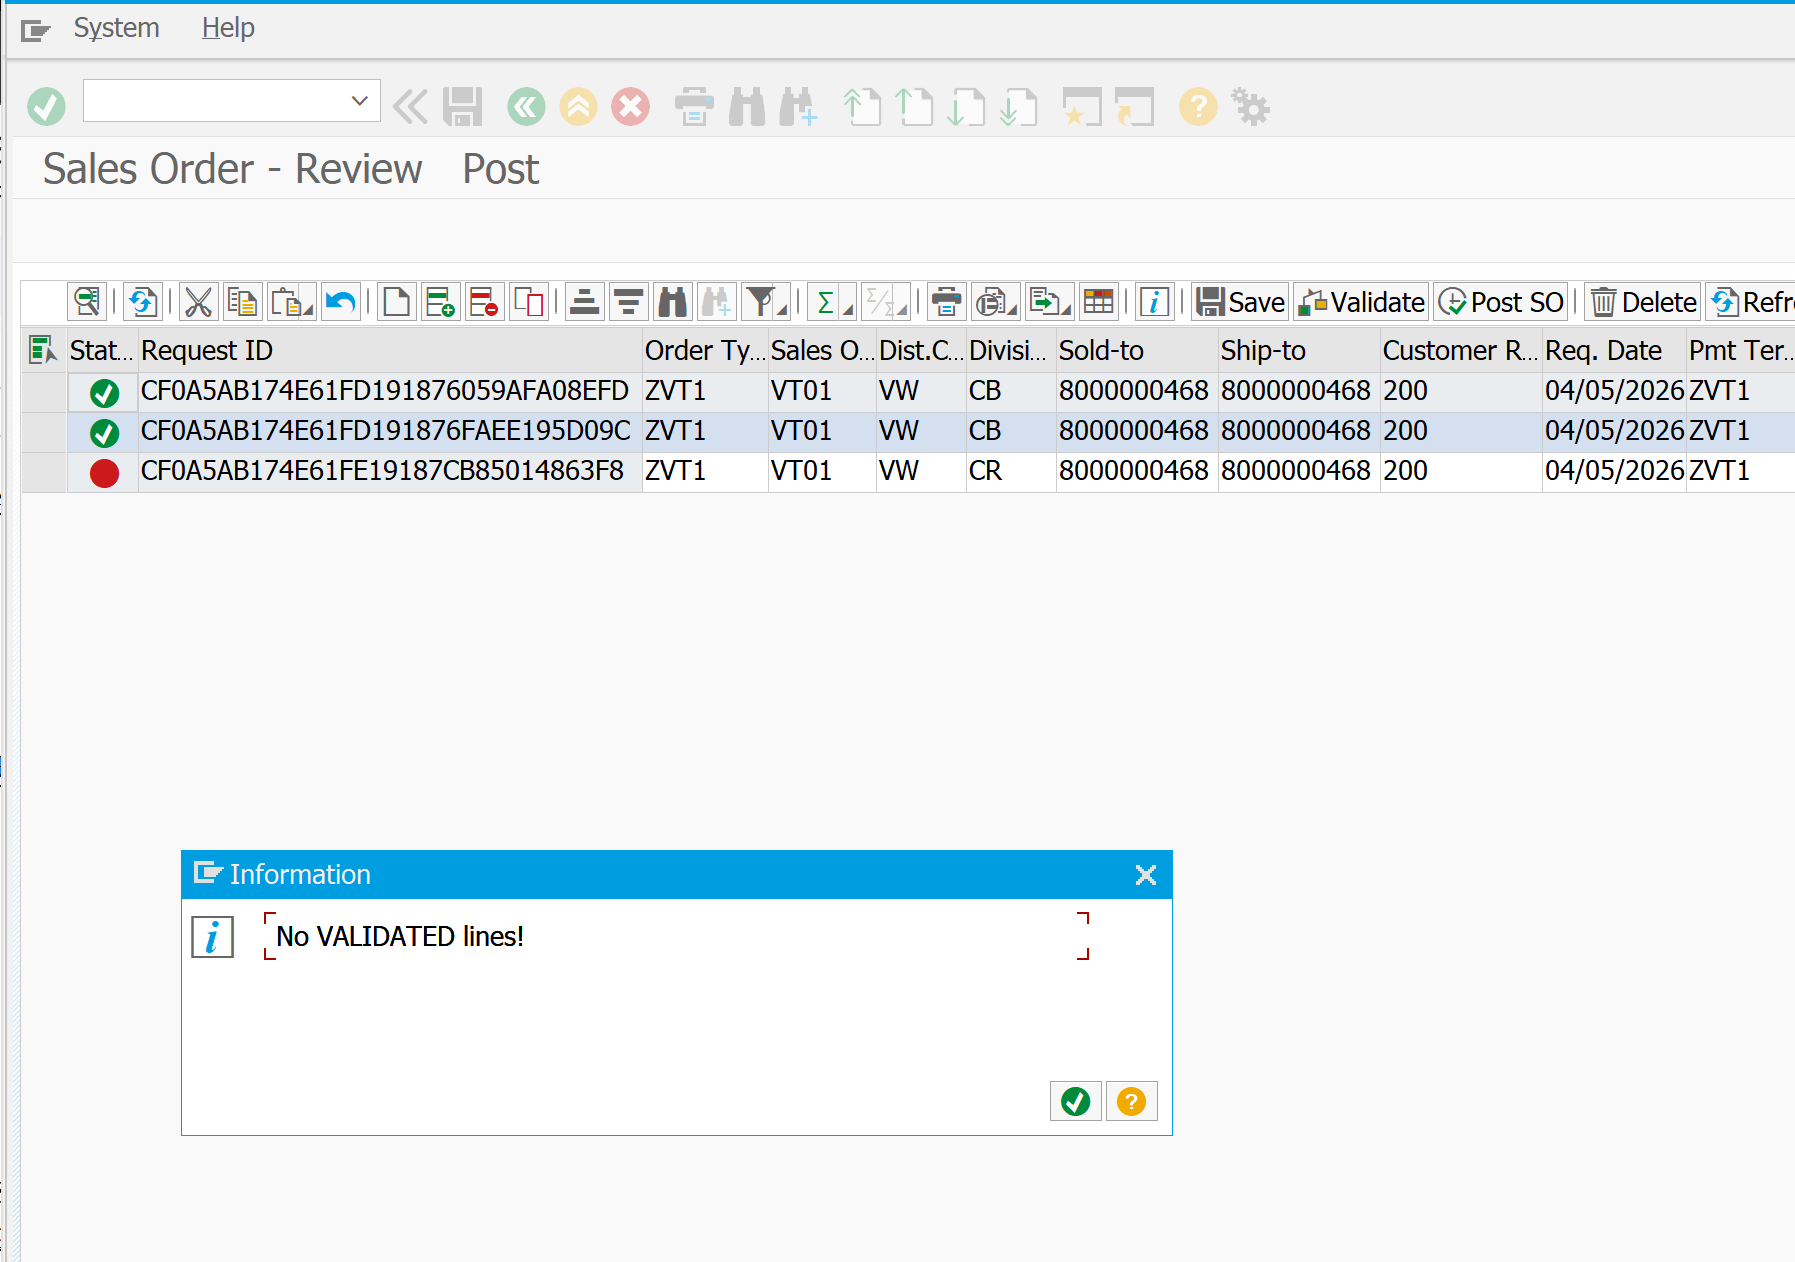 System Help
Sales Order - Review Post
Save Validate Post SO Delete Refr
Stat... Request ID Order Ty... Sales O... Dist.C... Divisi... Sold-to Ship-to Customer R... Req. Date Pmt Ter...
CF0A5AB174E61FD191876059AFA08EFD ZVT1 VT01 VW CB 8000000468 8000000468 200 04/05/2026 ZVT1
CF0A5AB174E61FD191876FAEE195D09C ZVT1 VT01 VW CB 8000000468 8000000468 200 04/05/2026 ZVT1
CF0A5AB174E61FE19187CB85014863F8 ZVT1 VT01 VW CR 8000000468 8000000468 200 04/05/2026 ZVT1
Information
No VALIDATED lines!